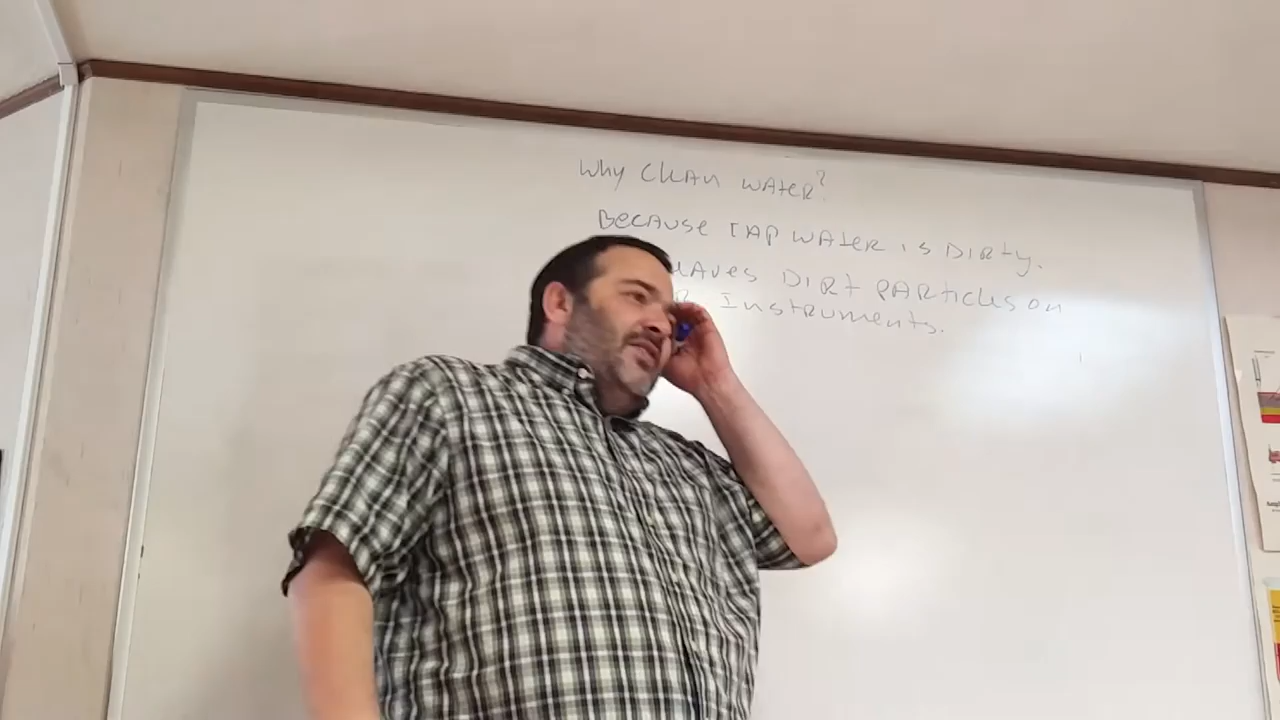 Why Clean Water?
Because Tap Water is Dirty.
Leaves Dirt Particles on
Instruments.